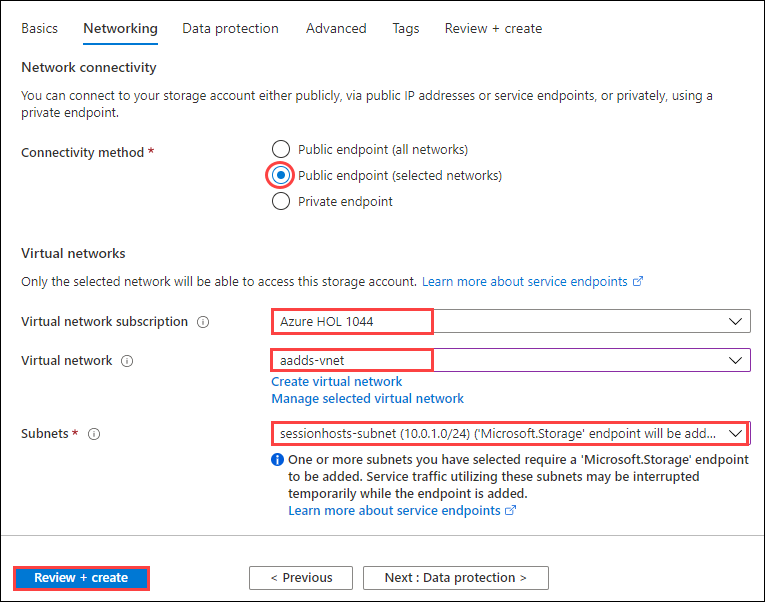 Basics Networking Data protection Advanced Tags Review + create
Network connectivity
You can connect to your storage account either publicly, via public IP addresses or service endpoints, or privately, using a
private endpoint.
Connectivity method *
Public endpoint (all networks)
Public endpoint (selected networks)
Private endpoint
Virtual networks
Only the selected network will be able to access this storage account. Learn more about service endpoints
Virtual network subscription
Azure HOL 1044
Virtual network
aadds-vnet
Create virtual network
Manage selected virtual network
Subnets *
sessionhosts-subnet (10.0.1.0/24) ('Microsoft.Storage' endpoint will be add...
One or more subnets you have selected require a 'Microsoft.Storage' endpoint
to be added. Service traffic utilizing these subnets may be interrupted
temporarily while the endpoint is added.
Learn more about service endpoints
Review + create
< Previous
Next : Data protection >